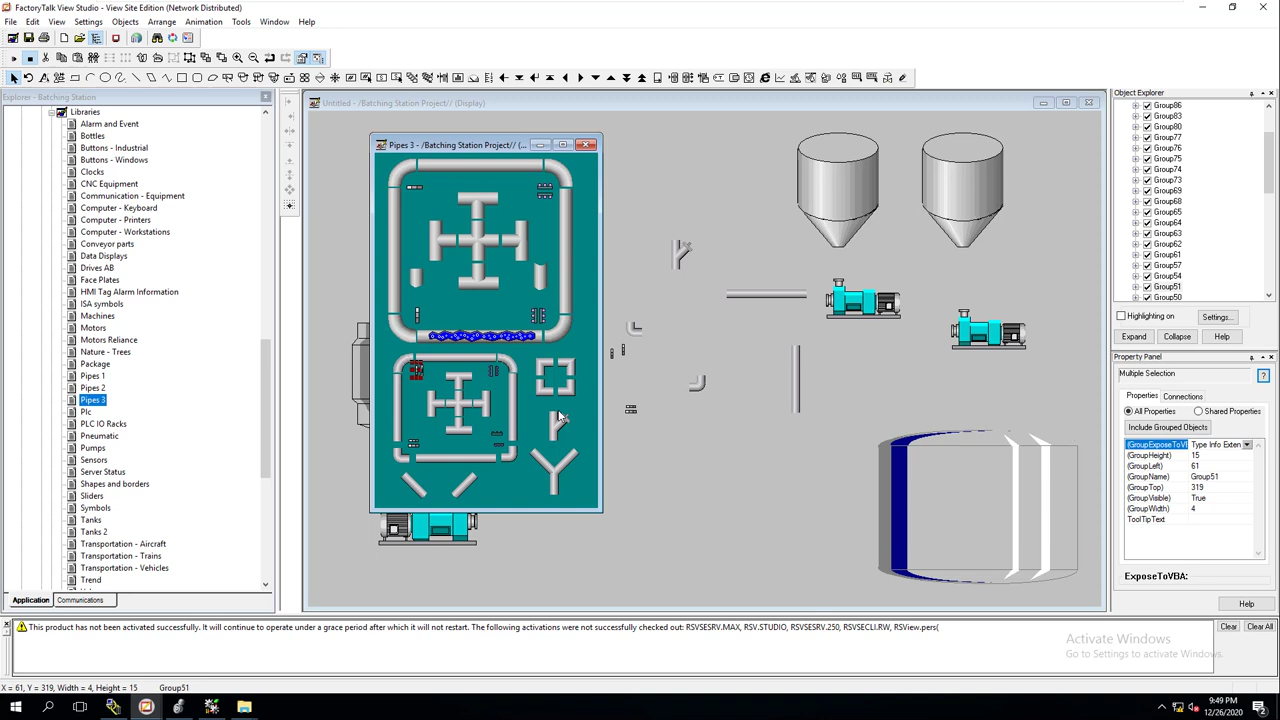 FactoryTalk View Studio - View Site Edition (Network Distributed)
File Edit View Settings Objects Arrange Animation Tools Window Help
Explorer - Batching Station
Libraries
Alarm and Event
Bottles
Buttons - Industrial
Buttons - Windows
Clocks
CNC Equipment
Communication - Equipment
Computer - Keyboard
Computer - Printers
Computer - Workstations
Conveyor parts
Data Displays
Drives AB
Face Plates
HMI Tag Alarm Information
ISA symbols
Machines
Motors
Motors Reliance
Nature - Trees
Package
Pipes 1
Pipes 2
Pipes 3
Plc
PLC IO Racks
Pneumatic
Pumps
Sensors
Server Status
Shapes and borders
Sliders
Symbols
Tanks
Tanks 2
Transportation - Aircraft
Transportation - Trains
Transportation - Vehicles
Trend
Application Communications
Untitled - /Batching Station Project// (Display)
Pipes 3 - /Batching Station Project// (...
Object Explorer
Group86
Group83
Group80
Group77
Group76
Group75
Group74
Group73
Group69
Group68
Group65
Group64
Group63
Group62
Group61
Group57
Group54
Group51
Group50
Highlighting on Settings...
Expand Collapse Help
Property Panel
Multiple Selection ?
Properties Connections
All Properties Shared Properties
Include Grouped Objects
(GroupExposeToVE Type Info Exten
(GroupHeight) 15
(GroupLeft) 61
(GroupName) Group51
(GroupTop) 319
(GroupVisible) True
(GroupWidth) 4
ToolTipText
ExposeToVBA:
Help
This product has not been activated successfully. It will continue to operate under a grace period after which it will not restart. The following activations were not successfully checked out: RSVSESRV.MAX, RSV.STUDIO, RSVSESRV.250, RSVSECLI.RW, RSView.pers(
Clear Clear All
Activate Windows
Go to Settings to activate Windows.
X = 61, Y = 319, Width = 4, Height = 15 Group51
9:49 PM
12/26/2020
2